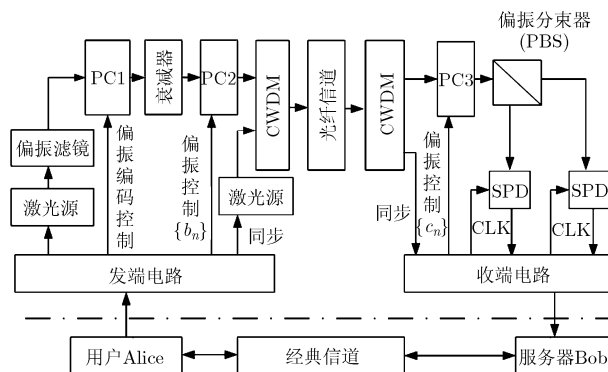 偏振分束器
(PBS)
PC1
衰减器
PC2
CWDM
光纤信道
CWDM
PC3
偏振滤镜
激光源
偏振编码控制
偏振控制
{bn}
激光源
同步
同步
偏振控制
{cn}
SPD
SPD
CLK
CLK
发端电路
收端电路
用户Alice
经典信道
服务器Bob